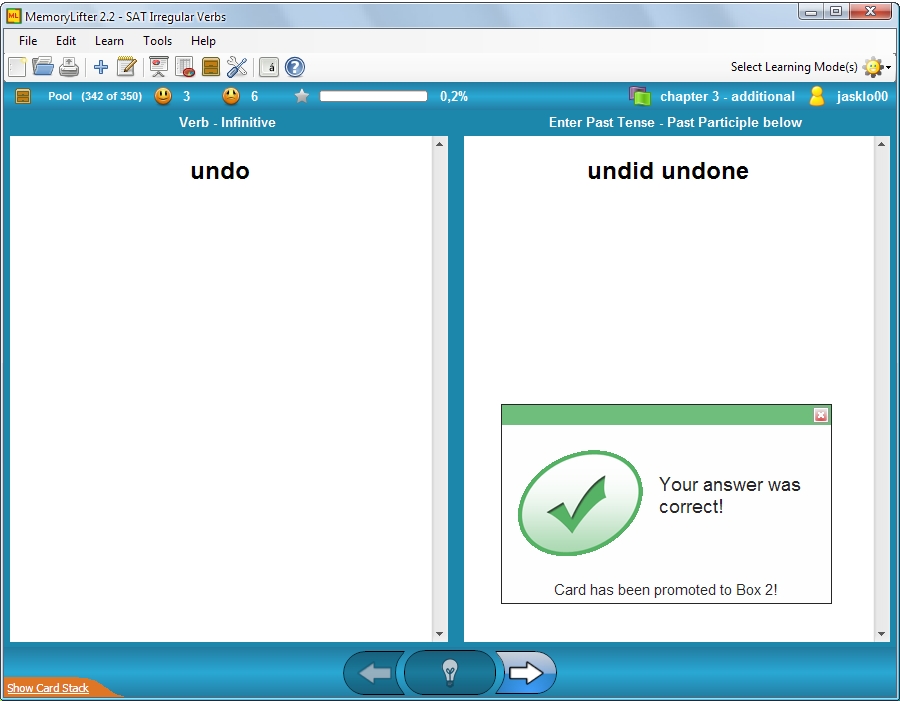 MemoryLifter 2.2 - SAT Irregular Verbs
File Edit Learn Tools Help
á ? Select Learning Mode(s)
Pool (342 of 350) 3 6 0,2% chapter 3 - additional jasklo00
Verb - Infinitive Enter Past Tense - Past Participle below
undo undid undone
Your answer was
correct!
Card has been promoted to Box 2!
Show Card Stack